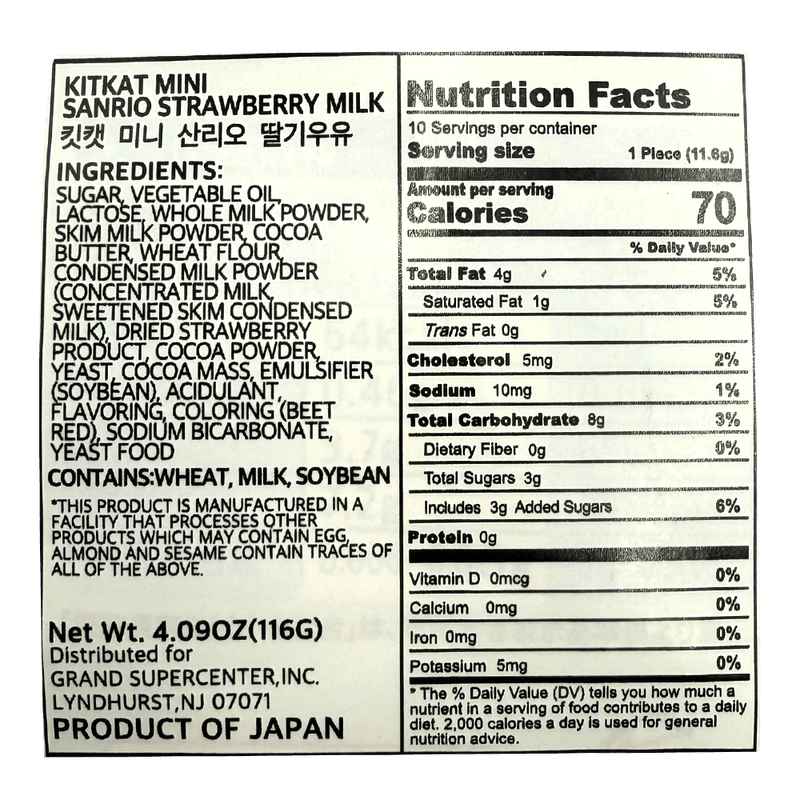 KITKAT MINI
SANRIO STRAWBERRY MILK
킷캣 미니 산리오 딸기우유
INGREDIENTS:
SUGAR, VEGETABLE OIL,
LACTOSE, WHOLE MILK POWDER,
SKIM MILK POWDER, COCOA
BUTTER, WHEAT FLOUR,
CONDENSED MILK POWDER
(CONCENTRATED MILK,
SWEETENED SKIM CONDENSED
MILK), DRIED STRAWBERRY
PRODUCT, COCOA POWDER,
YEAST, COCOA MASS, EMULSIFIER
(SOYBEAN), ACIDULANT,
FLAVORING, COLORING (BEET
RED), SODIUM BICARBONATE,
YEAST FOOD
CONTAINS:WHEAT, MILK, SOYBEAN
*THIS PRODUCT IS MANUFACTURED IN A
FACILITY THAT PROCESSES OTHER
PRODUCTS WHICH MAY CONTAIN EGG,
ALMOND AND SESAME CONTAIN TRACES OF
ALL OF THE ABOVE.
Net Wt. 4.09OZ(116G)
Distributed for
GRAND SUPERCENTER,INC.
LYNDHURST,NJ 07071
PRODUCT OF JAPAN
Nutrition Facts
10 Servings per container
Serving size 1 Piece (11.6g)
Amount per serving
Calories 70
% Daily Value*
Total Fat 4g 5%
Saturated Fat 1g 5%
Trans Fat 0g
Cholesterol 5mg 2%
Sodium 10mg 1%
Total Carbohydrate 8g 3%
Dietary Fiber 0g 0%
Total Sugars 3g
Includes 3g Added Sugars 6%
Protein 0g
Vitamin D 0mcg 0%
Calcium 0mg 0%
Iron 0mg 0%
Potassium 5mg 0%
* The % Daily Value (DV) tells you how much a
nutrient in a serving of food contributes to a daily
diet. 2,000 calories a day is used for general
nutrition advice.